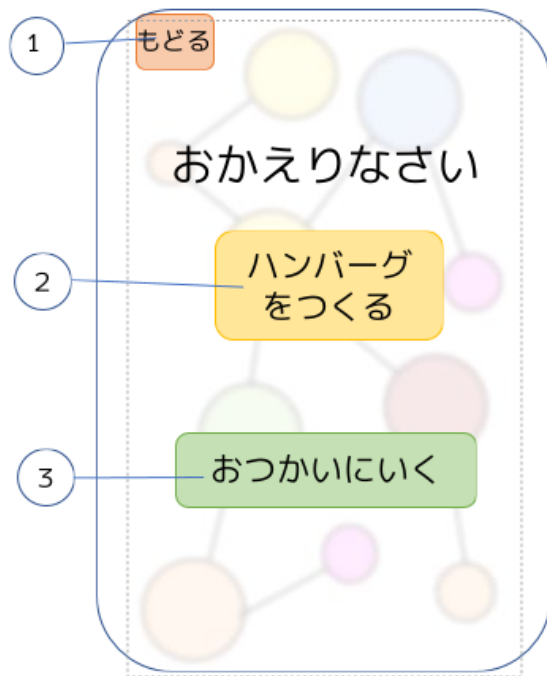 1
もどる
おかえりなさい
2
ハンバーグ
をつくる
3
おつかいにいく